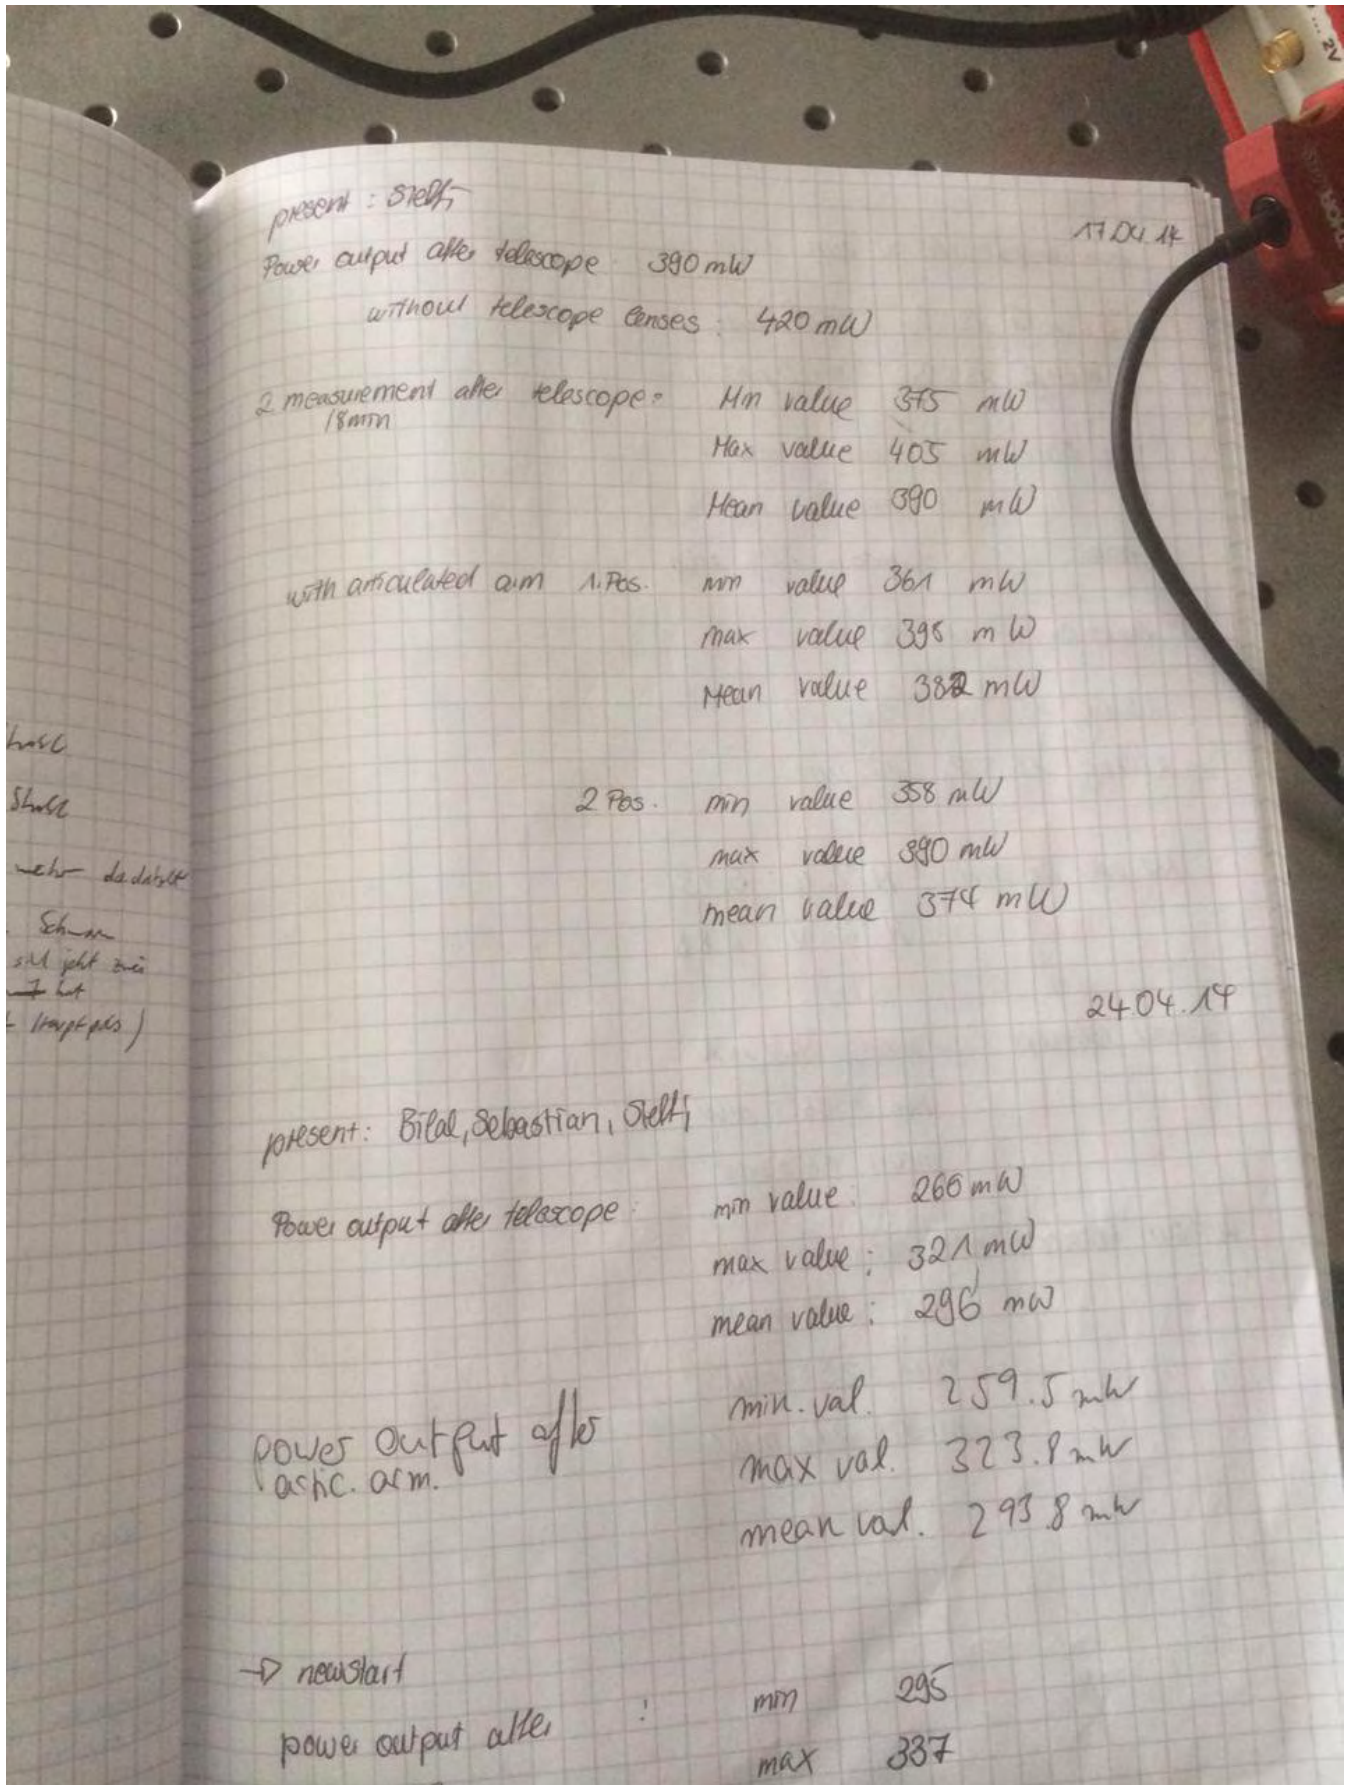 present : Steffi
17.04.14
Power output after telescope 390 mW
without telescope lenses : 420 mW
2 measurement after telescope: Min value 375 mW
18min
Max value 405 mW
Mean value 390 mW
with articulated arm 1. Pos. min value 361 mW
max value 398 mW
Mean value 382 mW
2 Pos. min value 358 mW
max value 390 mW
mean value 374 mW
24.04.14
present: Bilal, Sebastian, Steffi
Power output after telescope : min value : 266 mW
max value : 321 mW
mean value : 296 mW
power output after min. val. 259.5 mW
artic. arm. max val. 323.8 mW
mean val. 293.8 mW
→ newstart
power output after : min 295
max 337
mehr
jetzt zwei
2V